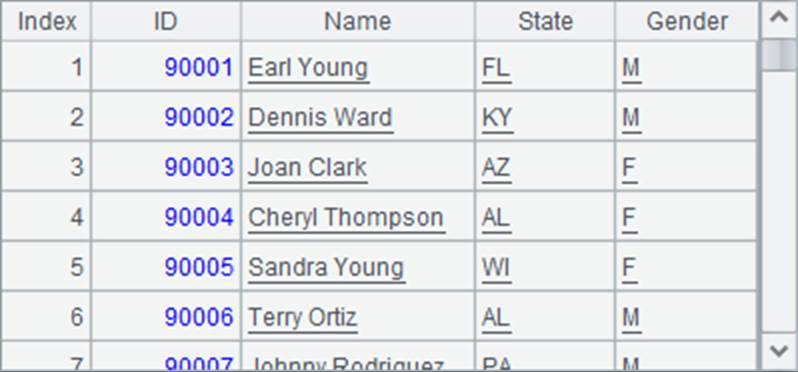 Index ID Name State Gender
1 90001 Earl Young FL M
2 90002 Dennis Ward KY M
3 90003 Joan Clark AZ F
4 90004 Cheryl Thompson AL F
5 90005 Sandra Young WI F
6 90006 Terry Ortiz AL M
7 90007 Johnny Rodriguez PA M